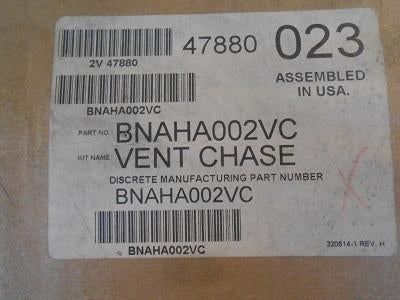 47880 023
2V 47880
ASSEMBLED
IN USA.
BNAHA002VC
PART NO. BNAHA002VC
KIT NAME: VENT CHASE
DISCRETE MANUFACTURING PART NUMBER
BNAHA002VC
BNAHA002VC
320614-1 REV. H